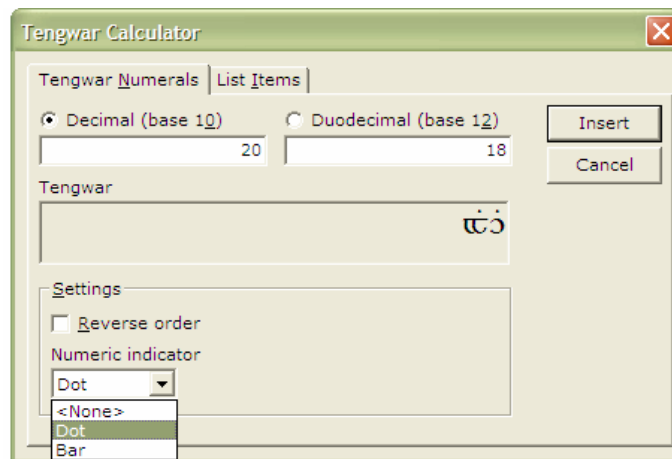 Tengwar Calculator
Tengwar Numerals List Items
Decimal (base 10) Duodecimal (base 12) Insert
20 18
Cancel
Tengwar
Settings
Reverse order
Numeric indicator
Dot
<None>
Dot
Bar